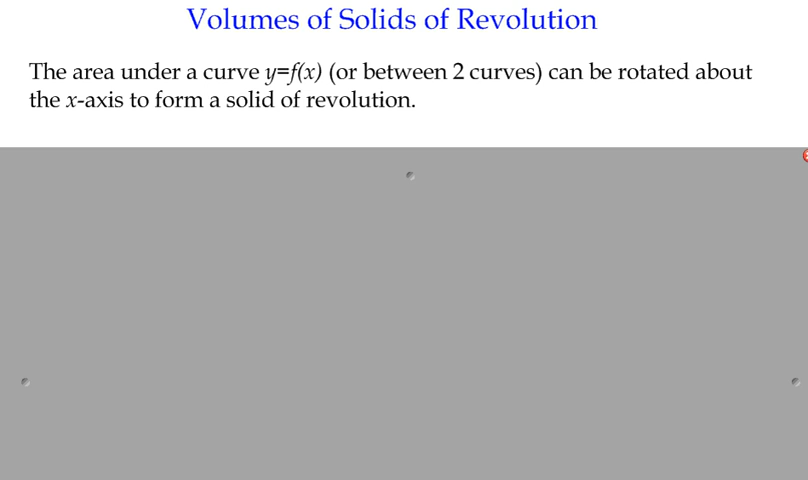 Volumes of Solids of Revolution
The area under a curve y=f(x) (or between 2 curves) can be rotated about
the x-axis to form a solid of revolution.